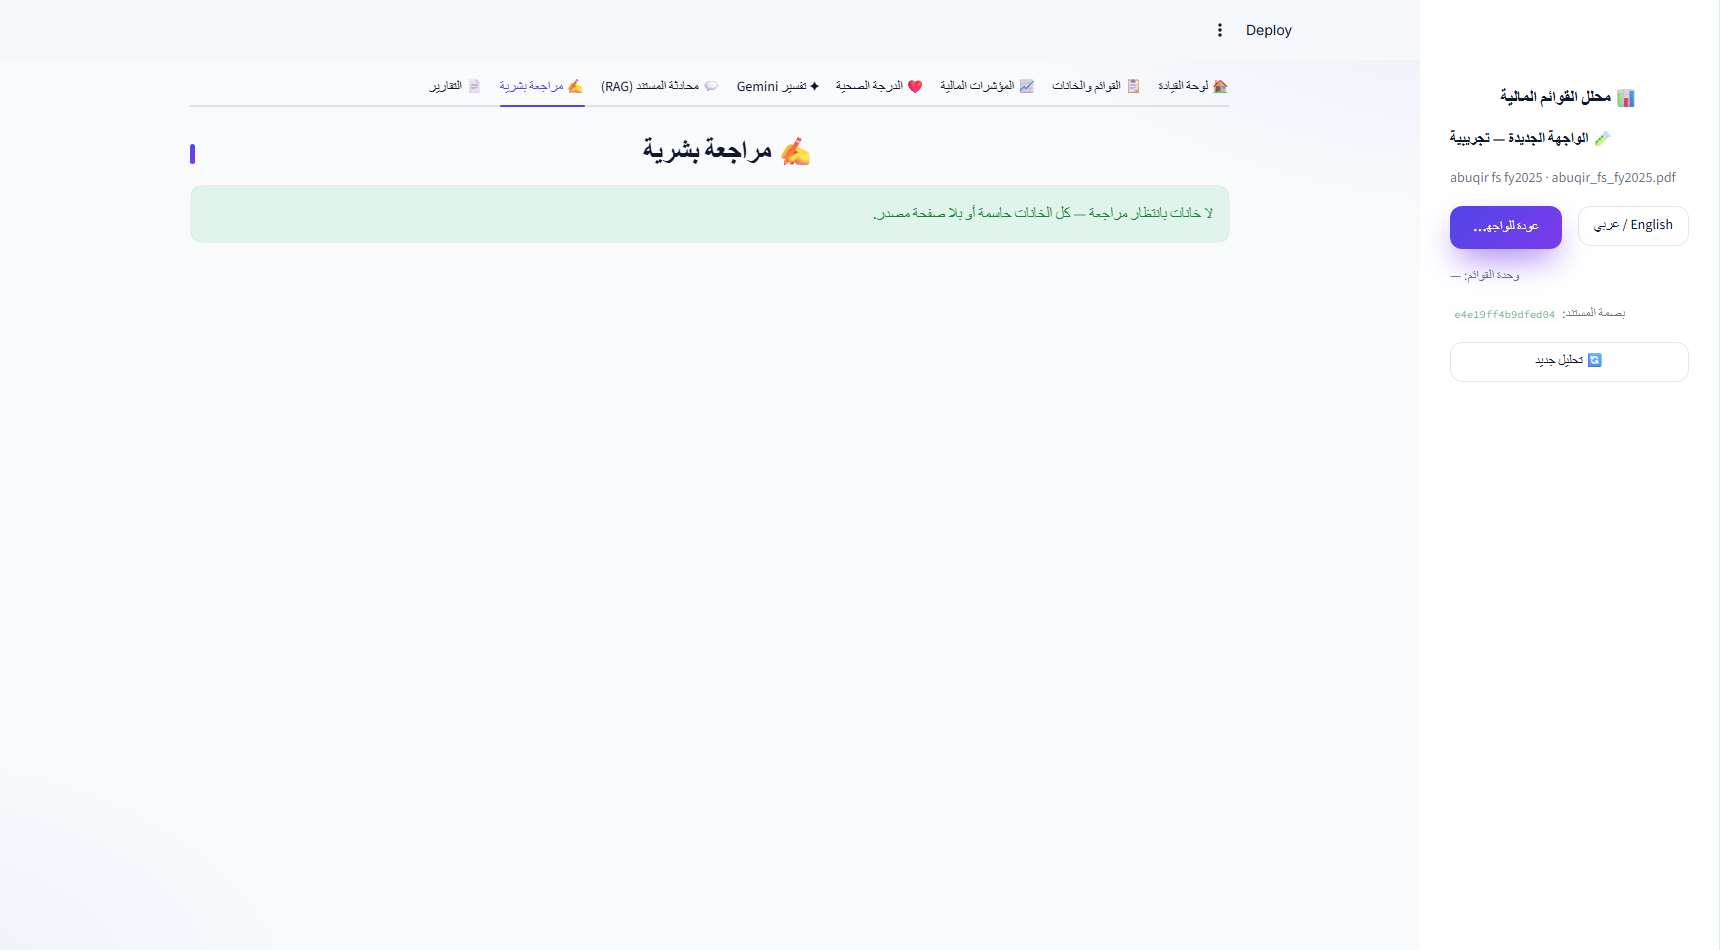 Deploy
🏠 لوحة القيادة
📋 القوائم والخانات
📈 المؤشرات المالية
❤️ الدرجة الصحية
✦ تفسير Gemini
💬 محادثة المستند (RAG)
✍️ مراجعة بشرية
📄 التقارير
✍️ مراجعة بشرية
لا خانات بانتظار مراجعة — كل الخانات حاسمة أو بلا صفحة مصدر.
📊 محلل القوائم المالية
🧪 الواجهة الجديدة — تجريبية
abuqir fs fy2025 · abuqir_fs_fy2025.pdf
عودة للواجه...
عربي / English
وحدة القوائم: —
بصمة المستند: e4e19ff4b9dfed04
🔄 تحليل جديد